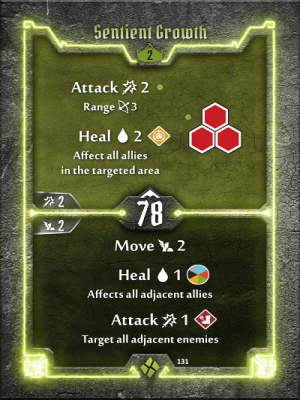 Sentient Growth
2
Attack 2
Range 3
Heal 2
Affect all allies
in the targeted area
2
78
2
Move 2
Heal 1
Affects all adjacent allies
Attack 1
Target all adjacent enemies
131